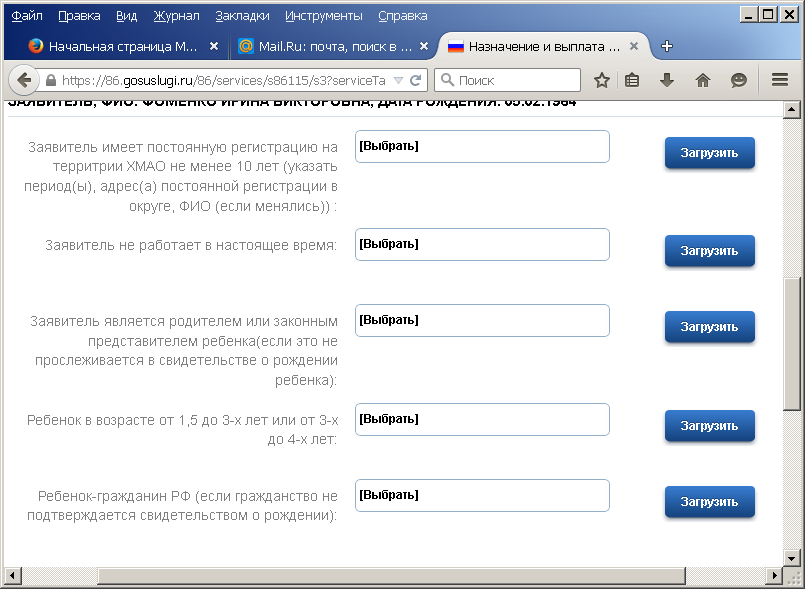 Файл Правка Вид Журнал Закладки Инструменты Справка
Начальная страница M... Mail.Ru: почта, поиск в ... Назначение и выплата ...
https://86.gosuslugi.ru/86/services/s86115/s3?serviceTa Поиск
ЗАЯВИТЕЛЬ, ФИО: ФОМЕНКО ИРИНА ВИКТОРОВНА, ДАТА РОЖДЕНИЯ: 05.02.1984
Заявитель имеет постоянную регистрацию на
территрии ХМАО не менее 10 лет (указать
период(ы), адрес(а) постоянной регистрации в
округе, ФИО (если менялись)) :
[Выбрать]
Загрузить
Заявитель не работает в настоящее время:
[Выбрать]
Загрузить
Заявитель является родителем или законным
представителем ребенка(если это не
прослеживается в свидетельстве о рождении
ребенка):
[Выбрать]
Загрузить
Ребенок в возрасте от 1,5 до 3-х лет или от 3-х
до 4-х лет:
[Выбрать]
Загрузить
Ребенок-гражданин РФ (если гражданство не
подтверждается свидетельством о рождении):
[Выбрать]
Загрузить